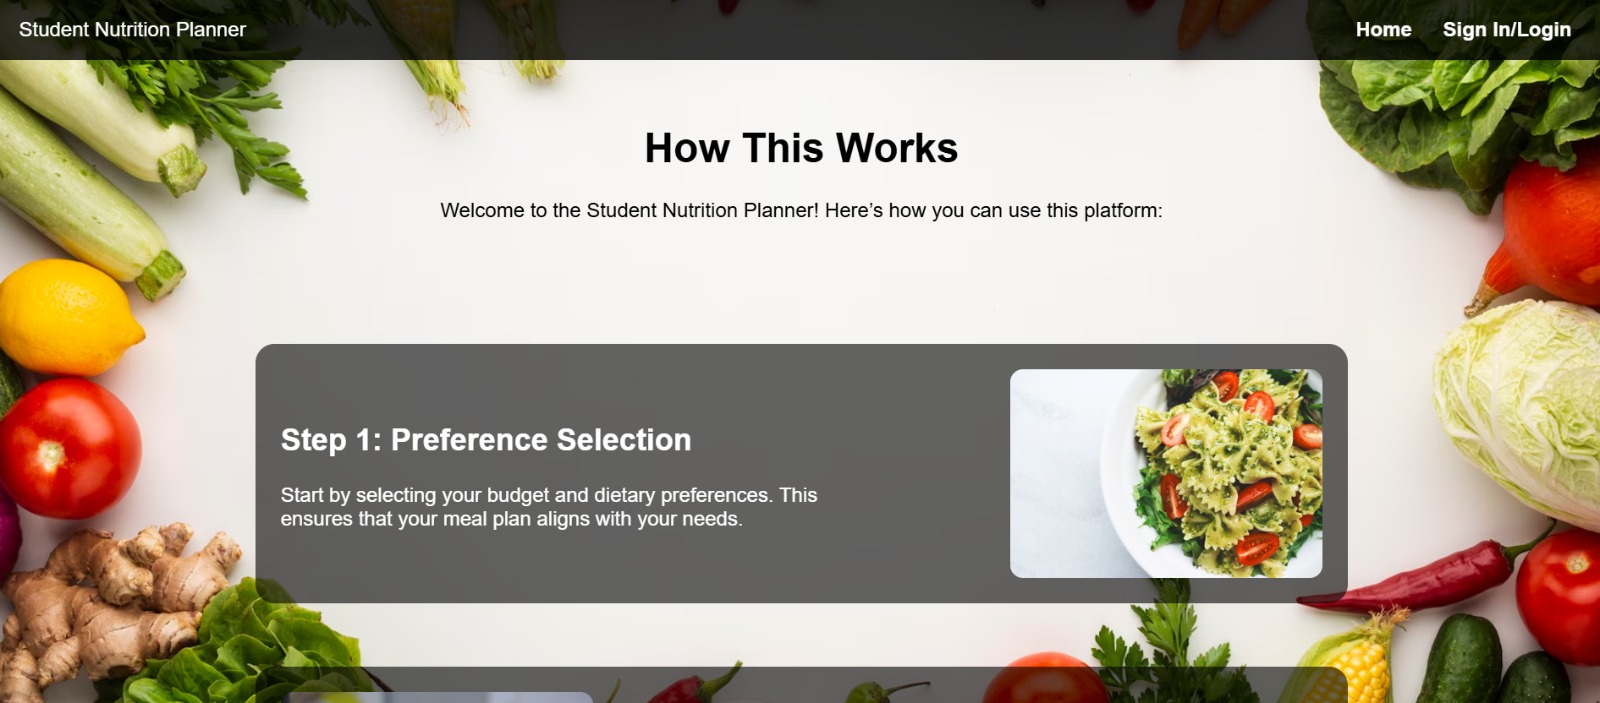 Student Nutrition Planner
Home
Sign In/Login
How This Works
Welcome to the Student Nutrition Planner! Here’s how you can use this platform:
Step 1: Preference Selection
Start by selecting your budget and dietary preferences. This
ensures that your meal plan aligns with your needs.